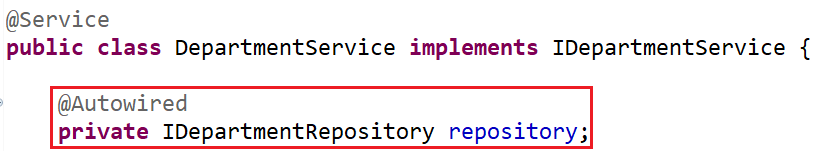 @Service
public class DepartmentService implements IDepartmentService {
@Autowired
private IDepartmentRepository repository;